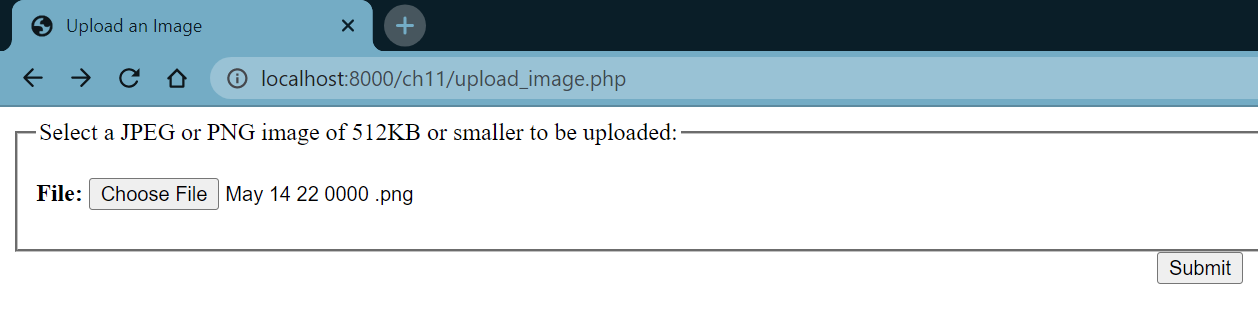 Upload an Image
localhost:8000/ch11/upload_image.php
Select a JPEG or PNG image of 512KB or smaller to be uploaded:
File: Choose File May 14 22 0000 .png
Submit